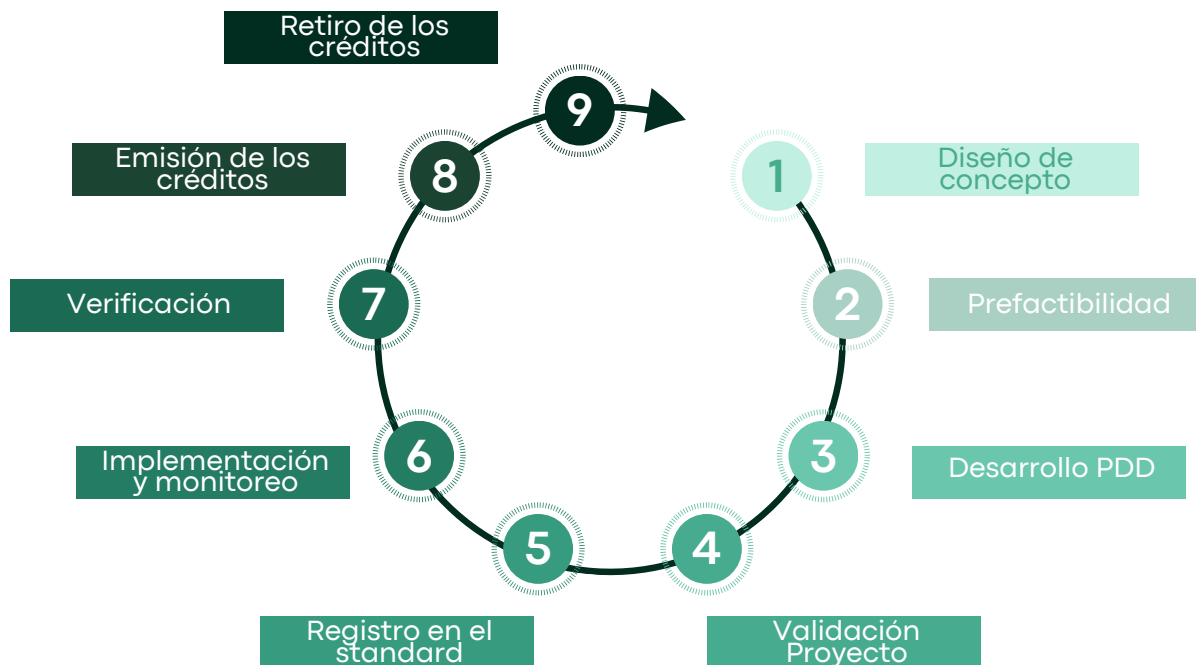 1
Diseño de
concepto
2
Prefactibilidad
3
Desarrollo PDD
4
Validación
Proyecto
5
Registro en el
standard
6
Implementación
y monitoreo
7
Verificación
8
Emisión de los
créditos
9
Retiro de los
créditos